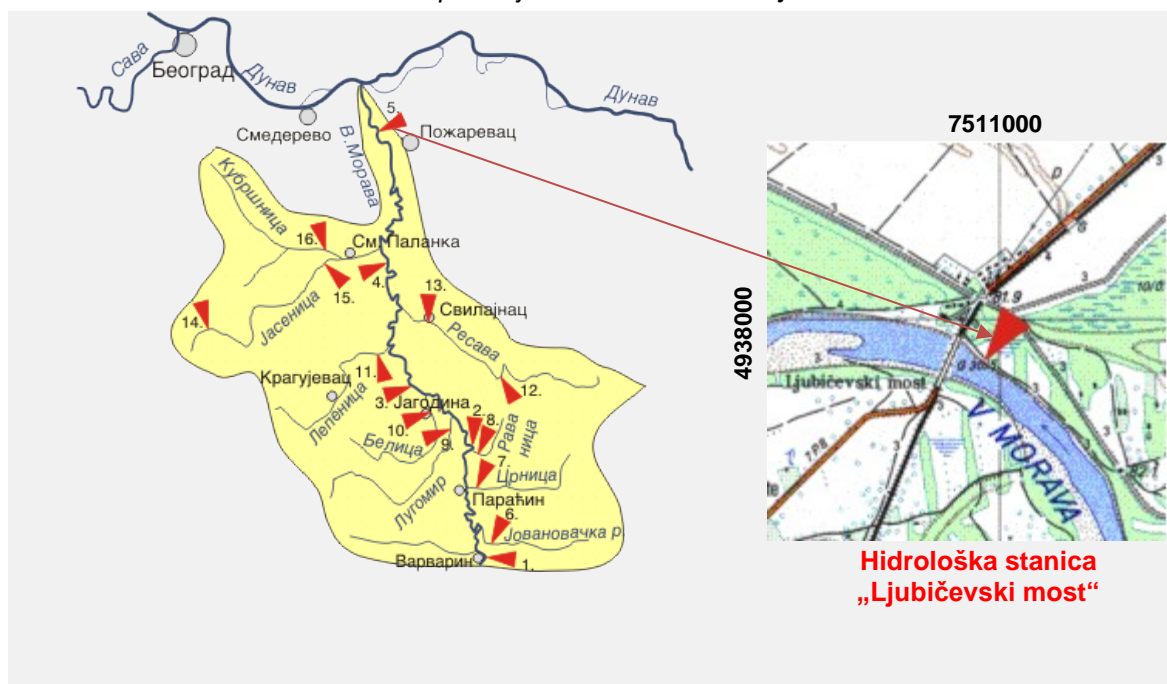 Сава
Београд
Дунав
Дунав
Смедерево
5.
Пожаревац
В.Морава
Кубршница
16.
См. Паланка
4.
15.
13.
Свилајнац
14.
Јасеница
Ресава
11.
12.
Крагујевац
Лепеница
3.
Јагодина
2.
8.
10.
Белица
9.
Рава
ница
7.
Црница
Лугомир
Параћин
6.
Јовановачка р
Варварин
1.
7511000
4938000
Ljubičevski most
V. MORAVA
Hidrološka stanica
„Ljubičevski most“